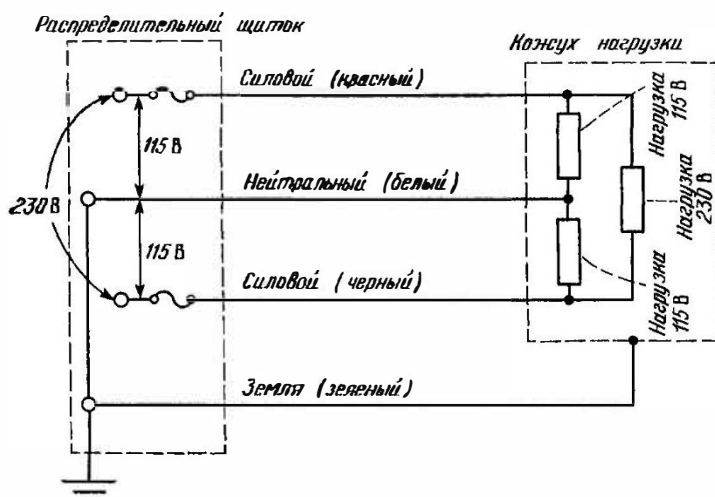 Распределительный щиток
Кожух нагрузки
Силовой (красный)
115 В
Нагрузка
115 В
Нейтральный (белый)
230 В
Нагрузка
230 В
115 В
Силовой (черный)
Нагрузка
115 В
Земля (зеленый)